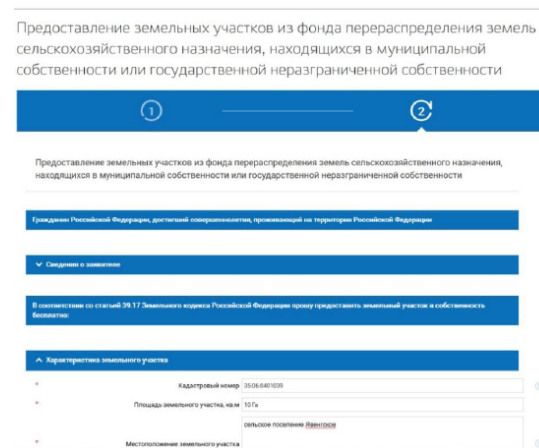 Предоставление земельных участков из фонда перераспределения земель
сельскохозяйственного назначения, находящихся в муниципальной
собственности или государственной неразграниченной собственности
1
2
Предоставление земельных участков из фонда перераспределения земель сельскохозяйственного назначения,
находящихся в муниципальной собственности или государственной неразграниченной собственности
Гражданин Российской Федерации, достигший совершеннолетия, проживающий на территории Российской Федерации
Сведения о заявителе
В соответствии со статьей 39.17 Земельного кодекса Российской Федерации прошу предоставить земельный участок в собственность
бесплатно:
Характеристика земельного участка
* Кадастровый номер 35:06:0401039
* Площадь земельного участка, кв.м 10 Га
сельское поселение Явенгское
* Местоположение земельного участка